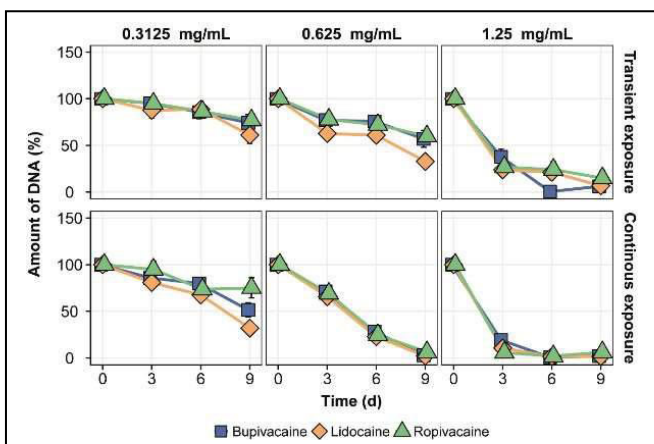 0.3125 mg/mL 0.625 mg/mL 1.25 mg/mL
150
100
50
0
Transient exposure
Amount of DNA (%)
150
100
50
0
Continous exposure
0 3 6 9 0 3 6 9 0 3 6 9
Time (d)
Bupivacaine Lidocaine Ropivacaine